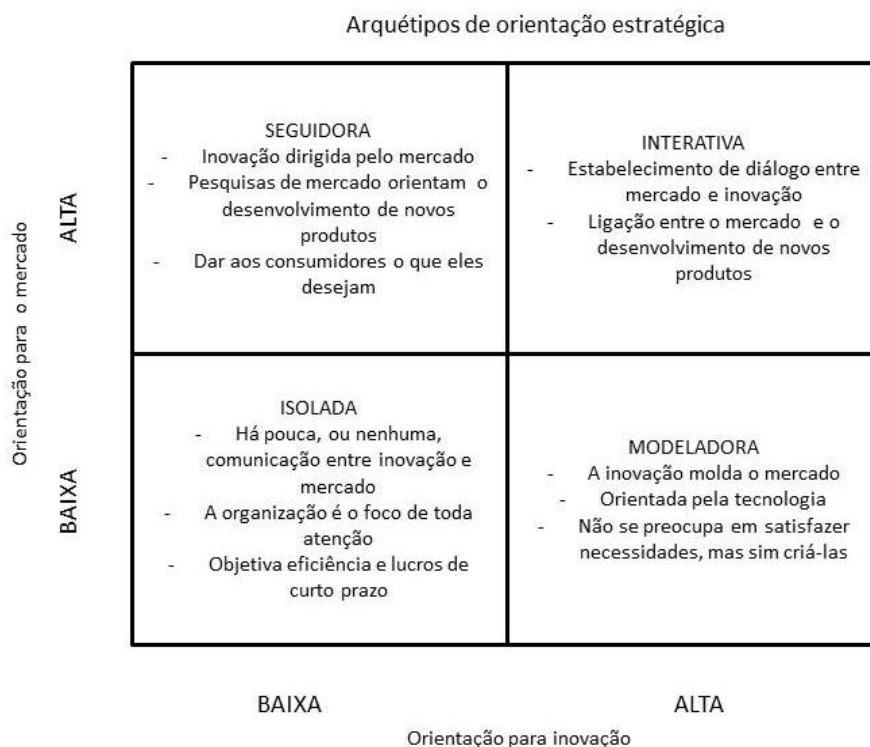 Arquétipos de orientação estratégica
SEGUIDORA
- Inovação dirigida pelo mercado
- Pesquisas de mercado orientam o
desenvolvimento de novos
produtos
- Dar aos consumidores o que eles
desejam
INTERATIVA
- Estabelecimento de diálogo entre
mercado e inovação
- Ligação entre o mercado e o
desenvolvimento de novos
produtos
ALTA
Orientação para o mercado
BAIXA
ISOLADA
- Há pouca, ou nenhuma,
comunicação entre inovação e
mercado
- A organização é o foco de toda
atenção
- Objetiva eficiência e lucros de
curto prazo
MODELADORA
- A inovação molda o mercado
- Orientada pela tecnologia
- Não se preocupa em satisfazer
necessidades, mas sim criá-las
BAIXA
ALTA
Orientação para inovação